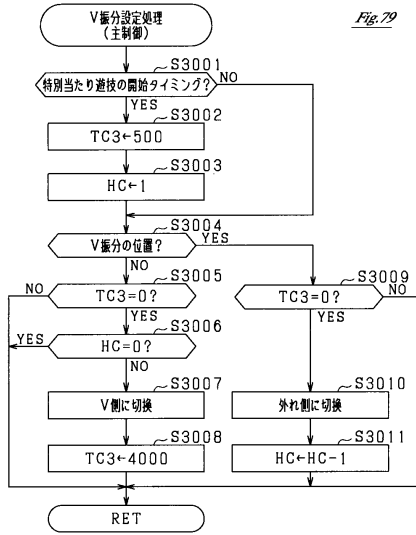 Fig.79
V振分設定処理
(主制御)
S3001
特別当たり遊技の開始タイミング?
NO
YES
S3002
TC3←500
S3003
HC←1
S3004
V振分の位置?
YES
NO
S3005
NO
TC3=0?
YES
S3006
YES
HC=0?
NO
S3007
V側に切換
S3008
TC3←4000
S3009
TC3=0?
NO
YES
S3010
外れ側に切換
S3011
HC←HC-1
RET